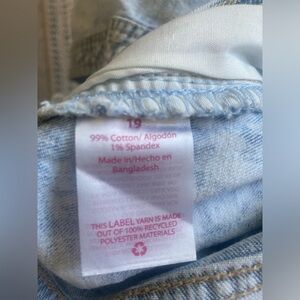 19
99% Cotton/ Algodón
1% Spandex
Made in/Hecho en
Bangladesh
THIS LABEL YARN IS MADE
OUT OF 100% RECYCLED
POLYESTER MATERIALS